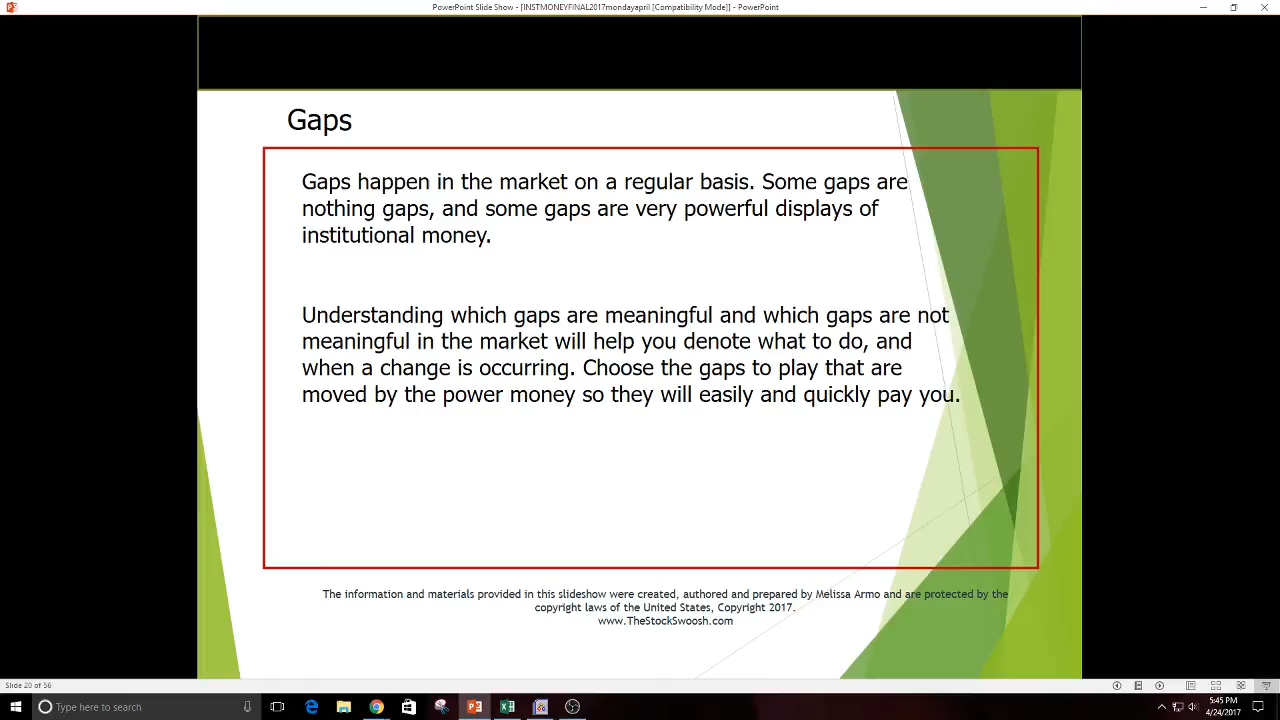 PowerPoint Slide Show - [INSTMONEYFINAL2017mondayapril [Compatibility Mode]] - PowerPoint
Gaps
Gaps happen in the market on a regular basis. Some gaps are
nothing gaps, and some gaps are very powerful displays of
institutional money.
Understanding which gaps are meaningful and which gaps are not
meaningful in the market will help you denote what to do, and
when a change is occurring. Choose the gaps to play that are
moved by the power money so they will easily and quickly pay you.
The information and materials provided in this slideshow were created, authored and prepared by Melissa Armo and are protected by the
copyright laws of the United States, Copyright 2017.
www.TheStockSwoosh.com
Slide 20 of 56
Type here to search
5:45 PM
4/24/2017